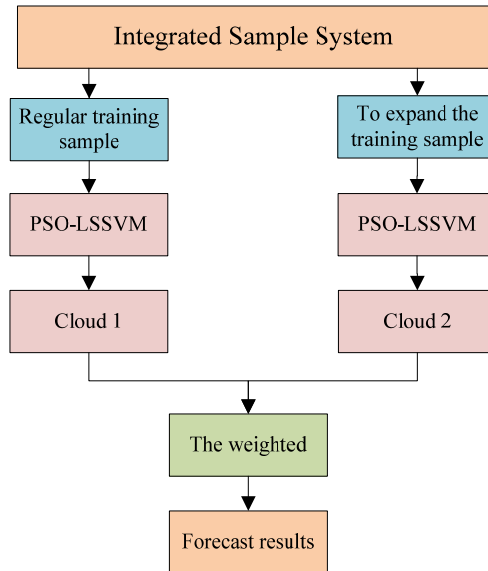 Integrated Sample System
Regular training
sample
To expand the
training sample
PSO-LSSVM
PSO-LSSVM
Cloud 1
Cloud 2
The weighted
Forecast results